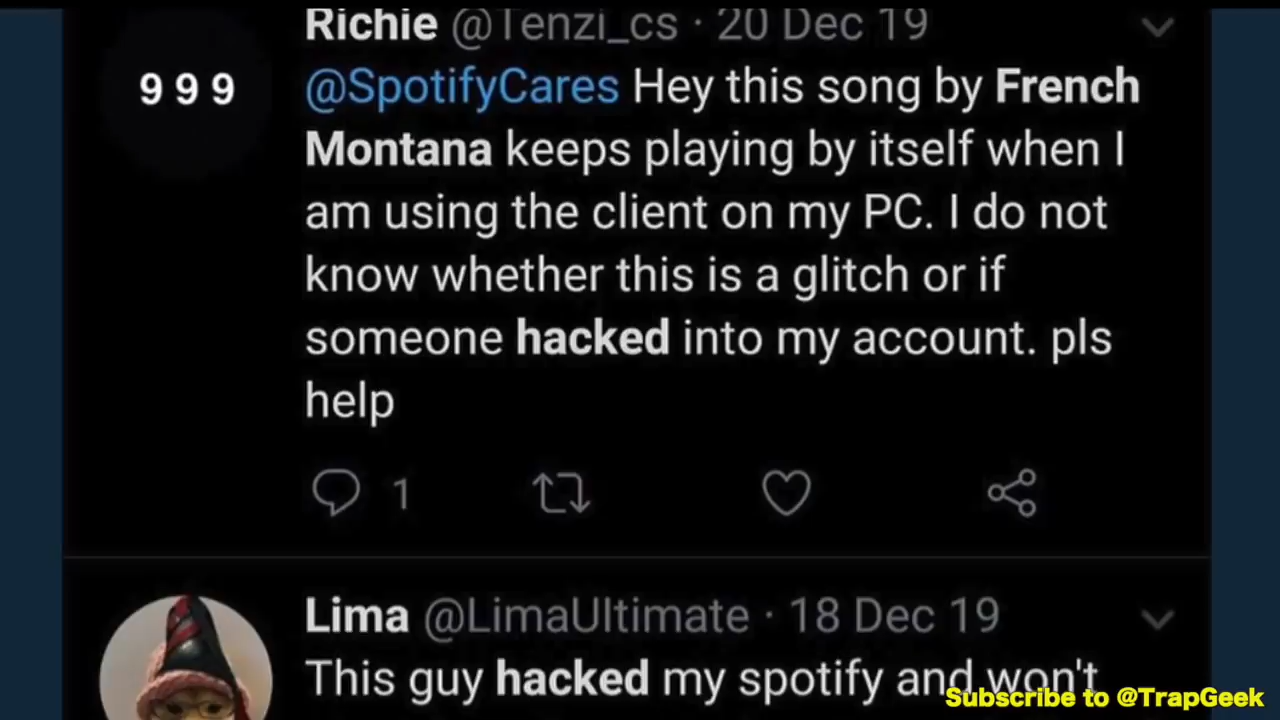 Richie @Tenzi_cs · 20 Dec 19
999
@SpotifyCares Hey this song by French
Montana keeps playing by itself when I
am using the client on my PC. I do not
know whether this is a glitch or if
someone hacked into my account. pls
help
1
Lima @LimaUltimate · 18 Dec 19
This guy hacked my spotify and won't
Subscribe to @TrapGeek